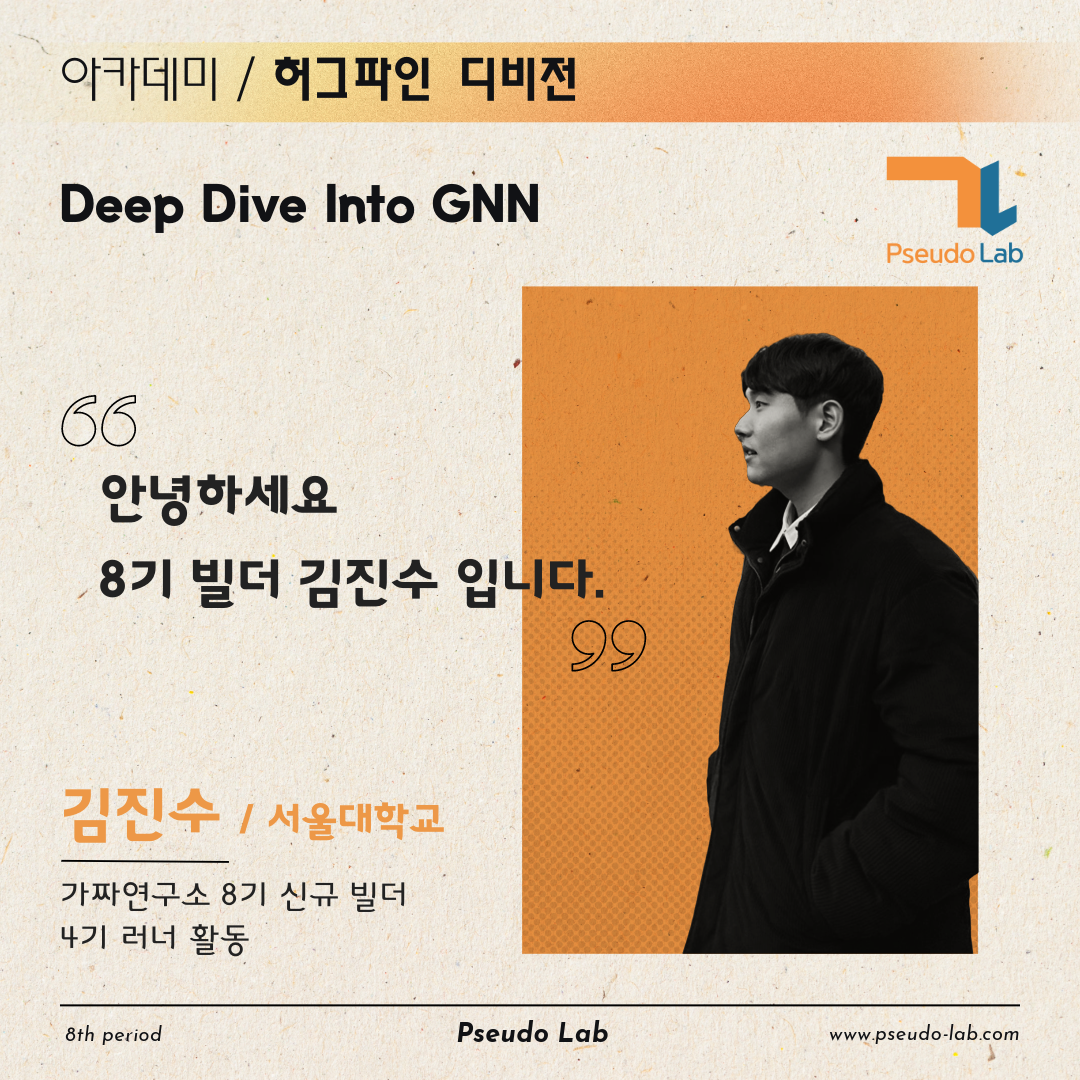 아카데미 / 허그파인 디비전
Deep Dive Into GNN
Pseudo Lab
“
안녕하세요
8기 빌더 김진수 입니다.
”
김진수 / 서울대학교
가짜연구소 8기 신규 빌더
4기 러너 활동
8th period
Pseudo Lab
www.pseudo-lab.com